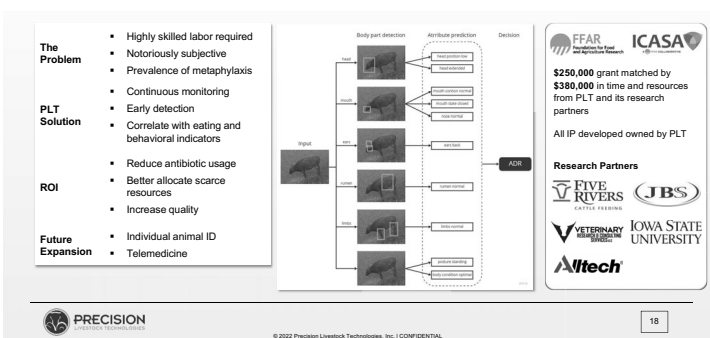 The
Problem
Highly skilled labor required
Notoriously subjective
Prevalence of metaphylaxis
PLT
Solution
Continuous monitoring
Early detection
Correlate with eating and
behavioral indicators
ROI
Reduce antibiotic usage
Better allocate scarce
resources
Increase quality
Future
Expansion
Individual animal ID
Telemedicine
Body part detection
Attribute prediction
Decision
Input
head
head position low
head extended
mouth
mouth contour normal
mouth state closed
nose normal
ears
ears back
rumen
rumen normal
limbs
limbs normal
posture standing
body condition optimal
ADR
FFAR
Foundation for Food
and Agriculture Research
ICASA
$250,000 grant matched by
$380,000 in time and resources
from PLT and its research
partners
All IP developed owned by PLT
Research Partners
FIVE
RIVERS
CATTLE FEEDING
JBS
VETERINARY
RESEARCH & CONSULTING
SERVICES
IOWA STATE
UNIVERSITY
Alltech
PRECISION
LIVESTOCK TECHNOLOGIES
© 2022 Precision Livestock Technologies, Inc. | CONFIDENTIAL
18